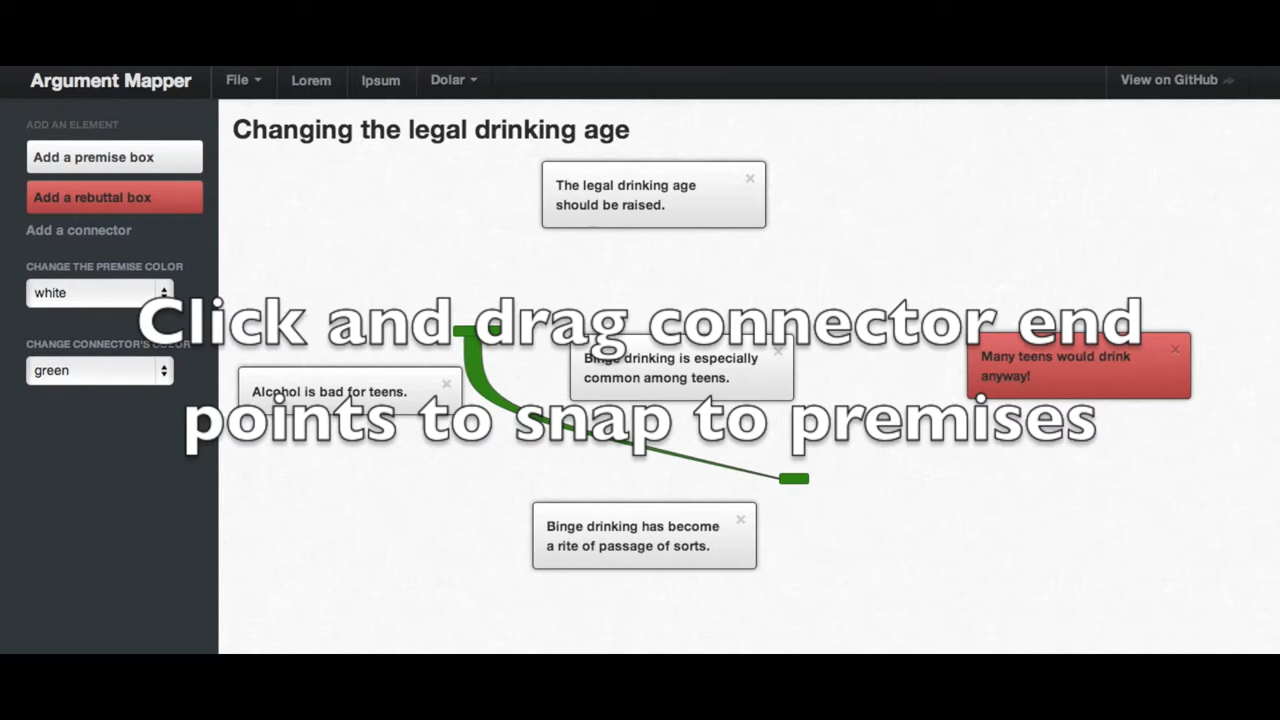 Argument Mapper
File
Lorem
Ipsum
Dolar
View on GitHub
ADD AN ELEMENT
Add a premise box
Add a rebuttal box
Add a connector
CHANGE THE PREMISE COLOR
white
CHANGE CONNECTOR'S COLOR
green
Changing the legal drinking age
The legal drinking age
should be raised.
Click and drag connector end
points to snap to premises
Alcohol is bad for teens.
Binge drinking is especially
common among teens.
Many teens would drink
anyway!
Binge drinking has become
a rite of passage of sorts.